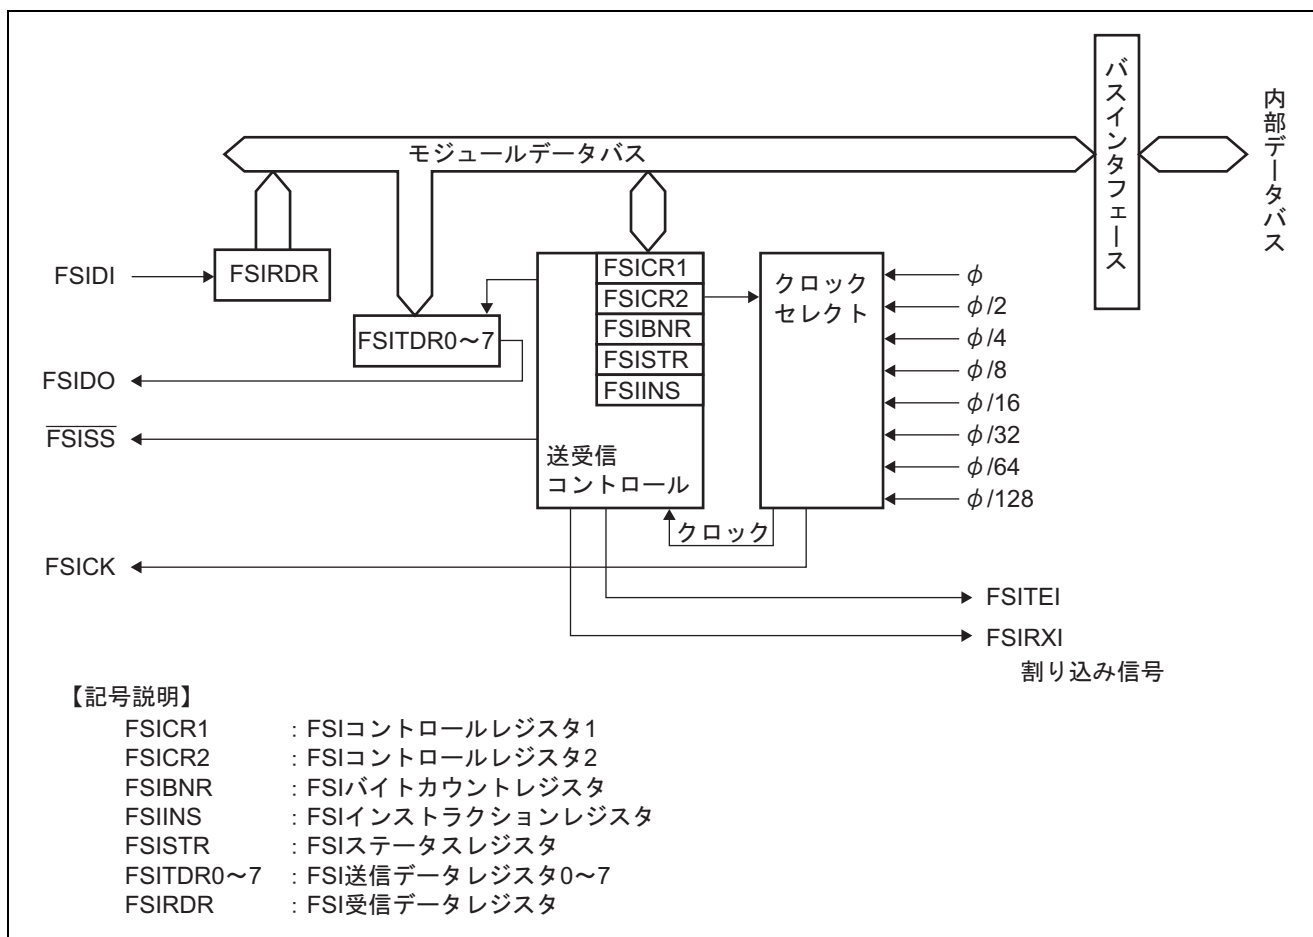 バスインタフェース
内部データバス
モジュールデータバス
FSIDI
FSIRDR
FSITDR0～7
FSICR1
FSICR2
FSIBNR
FSISTR
FSIINS
送受信
コントロール
クロック
セレクト
φ
φ/2
φ/4
φ/8
φ/16
φ/32
φ/64
φ/128
FSIDO
FSISS
クロック
FSICK
FSITEI
FSIRXI
割り込み信号
【記号説明】
FSICR1 : FSIコントロールレジスタ1
FSICR2 : FSIコントロールレジスタ2
FSIBNR : FSIバイトカウントレジスタ
FSIINS : FSIインストラクションレジスタ
FSISTR : FSIステータスレジスタ
FSITDR0～7 : FSI送信データレジスタ0～7
FSIRDR : FSI受信データレジスタ